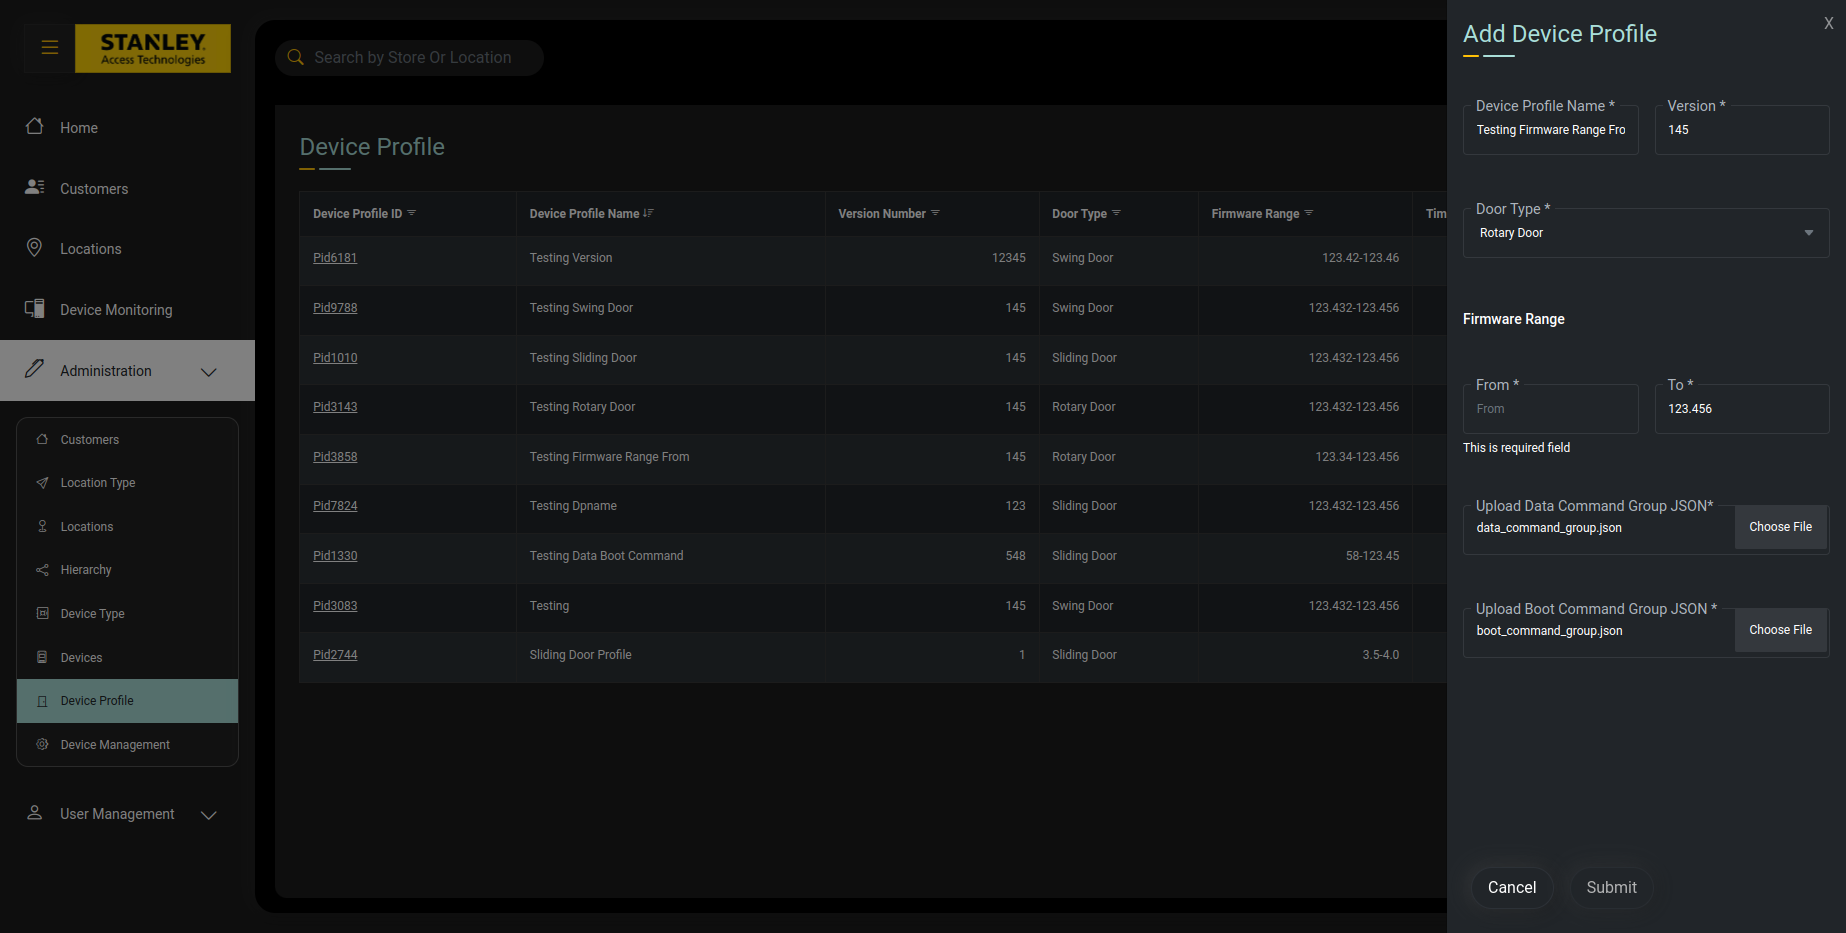 STANLEY.
Access Technologies
Home
Customers
Locations
Device Monitoring
Administration
Customers
Location Type
Locations
Hierarchy
Device Type
Devices
Device Profile
Device Management
User Management
Search by Store Or Location
Device Profile
Device Profile ID Device Profile Name Version Number Door Type Firmware Range Tim
Pid6181 Testing Version 12345 Swing Door 123.42-123.46
Pid9788 Testing Swing Door 145 Swing Door 123.432-123.456
Pid1010 Testing Sliding Door 145 Sliding Door 123.432-123.456
Pid3143 Testing Rotary Door 145 Rotary Door 123.432-123.456
Pid3858 Testing Firmware Range From 145 Rotary Door 123.34-123.456
Pid7824 Testing Dpname 123 Sliding Door
Pid1330 Testing Data Boot Command 548 Sliding Door 58-123.45
Pid3083 Testing 145 Swing Door 123.432-123.456
Pid2744 Sliding Door Profile 1 Sliding Door 3.5-4.0
Add Device Profile
X
Device Profile Name * Version *
Testing Firmware Range Fro 145
Door Type *
Rotary Door
Firmware Range
From * To *
From 123.456
This is required field
Upload Data Command Group JSON*
data_command_group.json Choose File
Upload Boot Command Group JSON *
boot_command_group.json Choose File
Cancel Submit